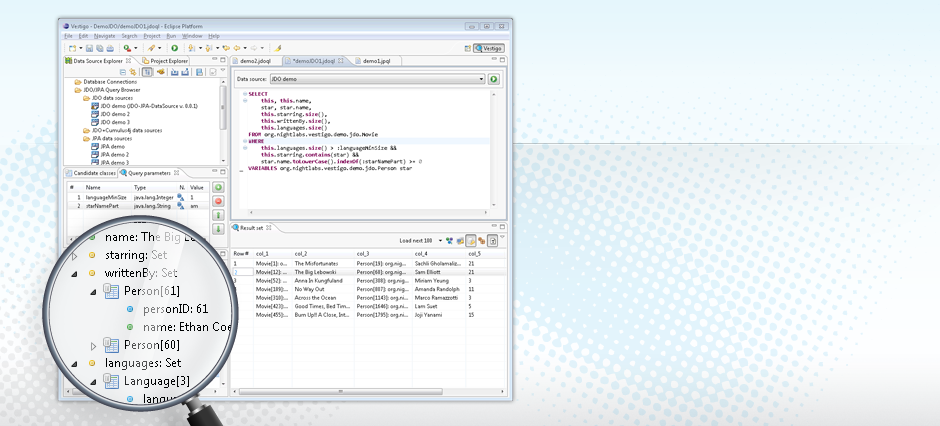 Vertigo - DemoJDO/demoJDO1.jdoql - Eclipse Platform
File Edit Navigate Search Project Run Window Help
Vertigo
Data Source Explorer
Project Explorer
Database Connections
JDO/JPA Query Browser
JDO data sources
JDO demo (JDO-JPA-DataSource v. 0.0.1)
JDO demo 2
JDO demo 3
JDO+Cumulus4j data sources
JPA data sources
JPA demo
JPA demo 2
JPA demo 3
Candidate classes
Query parameters
# Name Type N. Value
1 languageMinSize java.lang.Integer 1
2 starNamePart java.lang.String am
name: The Big
starring: Set
writtenBy: Set
Person[61]
personID: 61
name: Ethan Coe
Person[60]
languages: Set
Language[3]
langu
demo2.jdoql
*demoJDO1.jdoql
demo1.jpql
Data source: JDO demo
SELECT
this, this.name,
star, star.name,
this.starring.size(),
this.writtenBy.size(),
this.languages.size()
FROM org.nightlabs.vestigo.demo.jdo.Movie
WHERE
this.languages.size() > :languageMinSize &&
this.starring.contains(star) &&
star.name.toLowerCase().indexOf(:starNamePart) >= 0
VARIABLES org.nightlabs.vestigo.demo.jdo.Person star
Result set
Load next 100
Row # col_1 col_2 col_3 col_4 col_5
1 Movie[1]: o... The Misfortunates Person[19]: org.nig... Sachli Gholamaliz... 21
2 Movie[12]: ... The Big Lebowski Person[68]: org.nig... Sam Elliott 21
3 Movie[52]: ... Anna in Kungfuland Person[308]: org.ni... Miriam Yeung 3
Movie[189]:... No Way Out Person[887]: org.ni... Amanda Randolph 11
Movie[318]:... Across the Ocean Person[1143]: org.ni... Marco Ramazzotti 3
Movie[423]:... Good Times, Bed Tim... Person[1646]: org.ni... Lam Suet 5
Movie[455]:... Bum Up!! A Close, Int... Person[1795]: org.ni... Joji Yanami 15